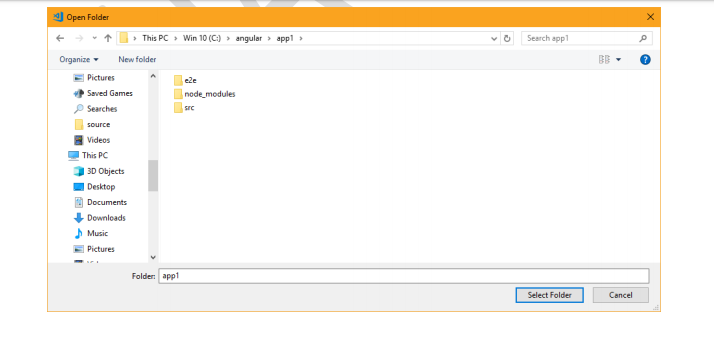 Open Folder
This PC > Win 10 (C:) > angular > app1 >
Search app1
Organize
New folder
Pictures
Saved Games
Searches
source
Videos
This PC
3D Objects
Desktop
Documents
Downloads
Music
Pictures
e2e
node_modules
src
Folder: app1
Select Folder
Cancel